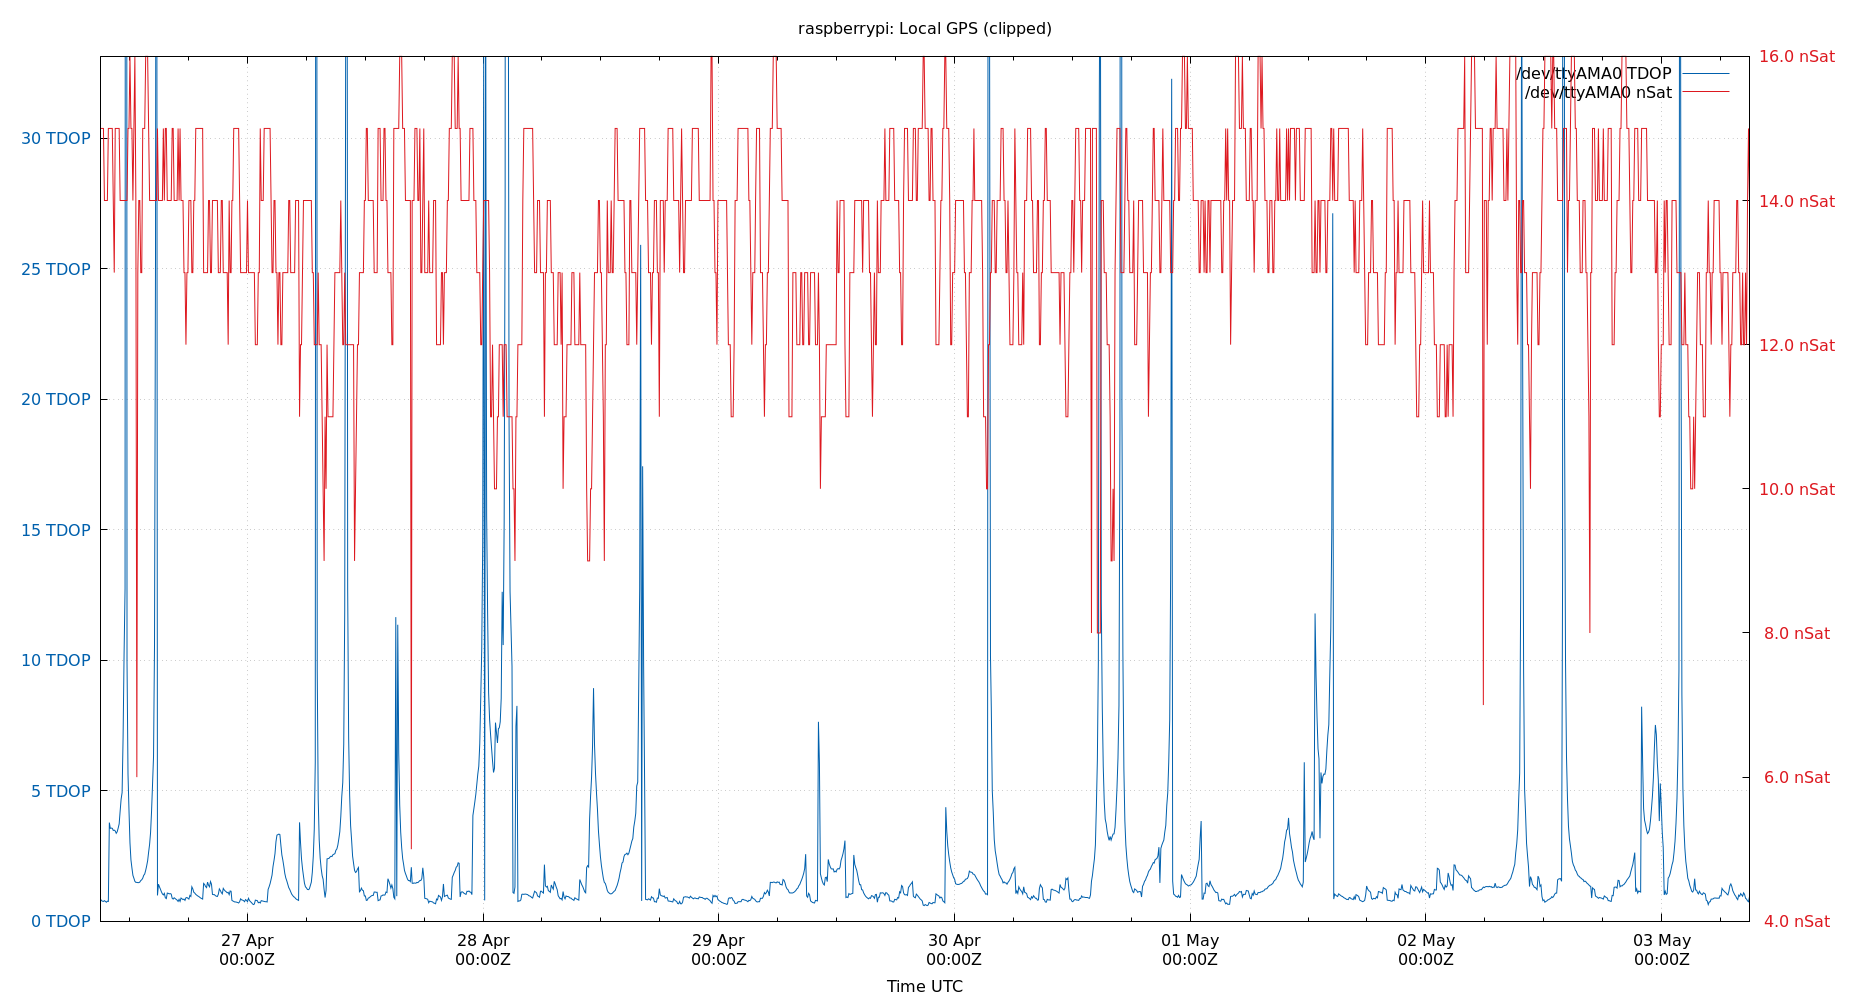 raspberrypi: Local GPS (clipped)
/dev/ttyAMA0 TDOP
/dev/ttyAMA0 nSat
30 TDOP
25 TDOP
20 TDOP
15 TDOP
10 TDOP
5 TDOP
0 TDOP
16.0 nSat
14.0 nSat
12.0 nSat
10.0 nSat
8.0 nSat
6.0 nSat
4.0 nSat
27 Apr
00:00Z
28 Apr
00:00Z
29 Apr
00:00Z
30 Apr
00:00Z
01 May
00:00Z
02 May
00:00Z
03 May
00:00Z
Time UTC